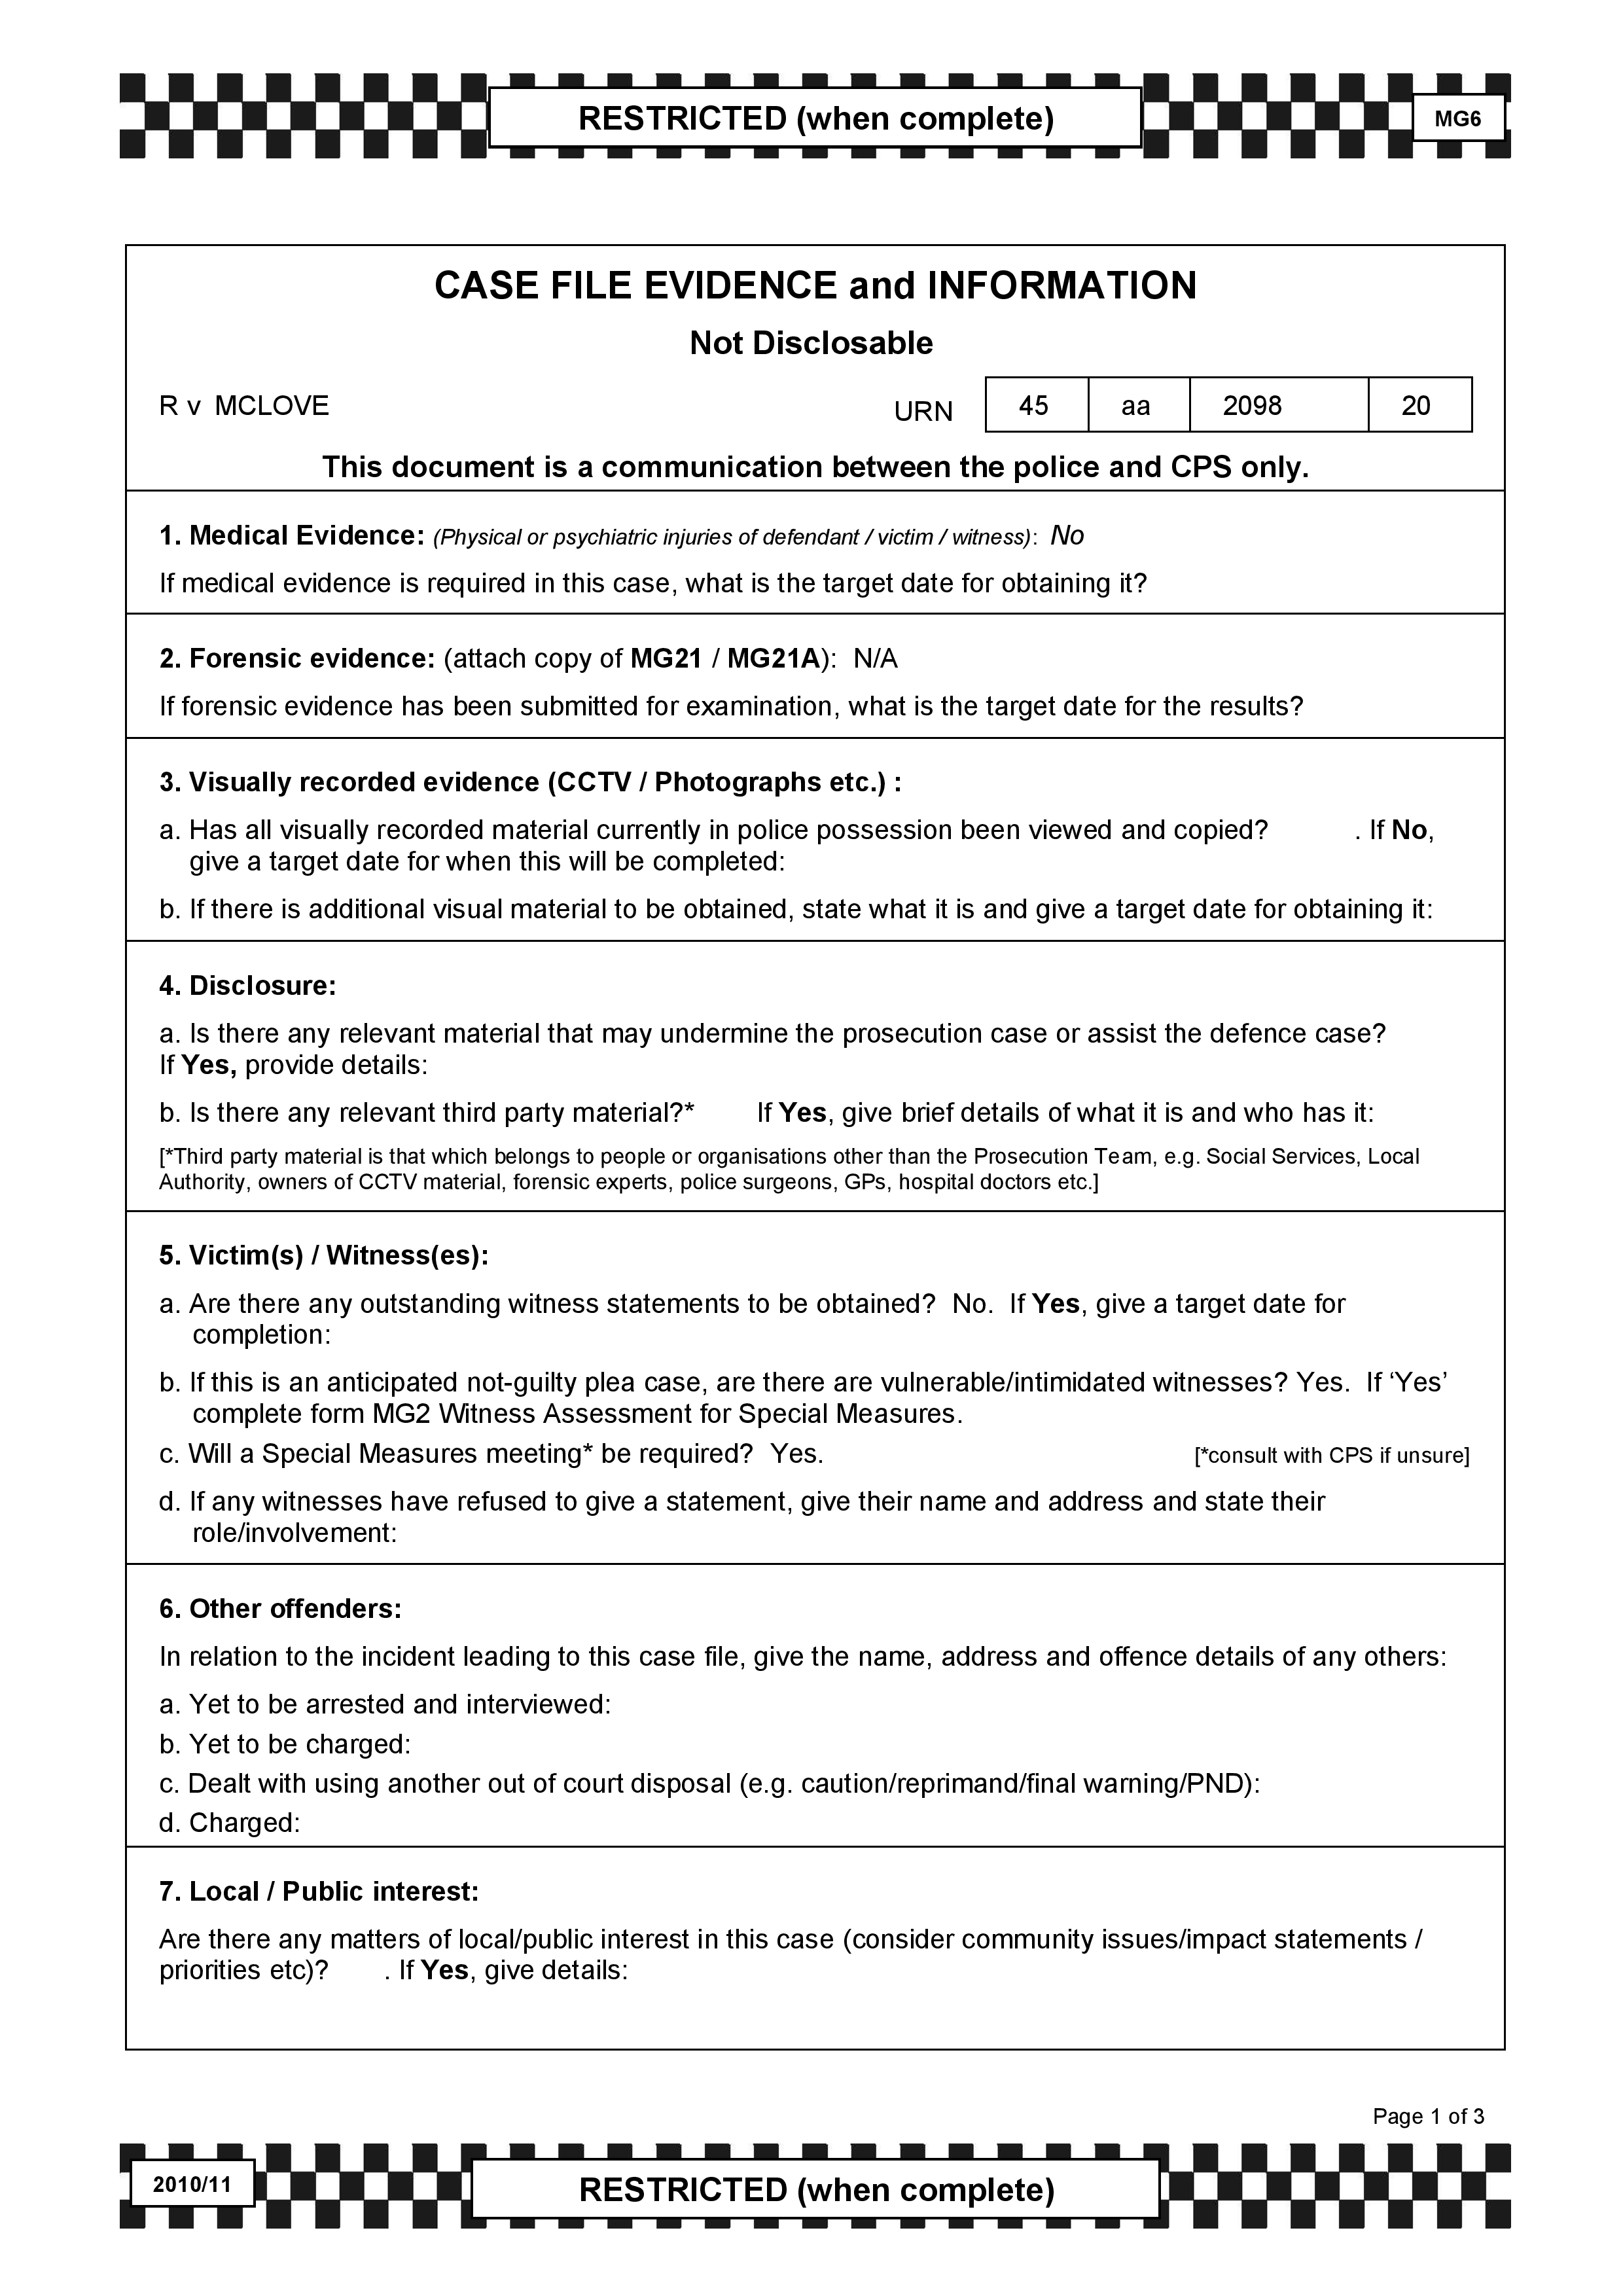 RESTRICTED (when complete)
MG6
CASE FILE EVIDENCE and INFORMATION
Not Disclosable
R v MCLOVE URN 45 aa 2098 20
This document is a communication between the police and CPS only.
1. Medical Evidence: (Physical or psychiatric injuries of defendant / victim / witness): No
If medical evidence is required in this case, what is the target date for obtaining it?
2. Forensic evidence: (attach copy of MG21 / MG21A): N/A
If forensic evidence has been submitted for examination, what is the target date for the results?
3. Visually recorded evidence (CCTV / Photographs etc.) :
a. Has all visually recorded material currently in police possession been viewed and copied? . If No,
give a target date for when this will be completed:
b. If there is additional visual material to be obtained, state what it is and give a target date for obtaining it:
4. Disclosure:
a. Is there any relevant material that may undermine the prosecution case or assist the defence case?
If Yes, provide details:
b. Is there any relevant third party material?* If Yes, give brief details of what it is and who has it:
[*Third party material is that which belongs to people or organisations other than the Prosecution Team, e.g. Social Services, Local
Authority, owners of CCTV material, forensic experts, police surgeons, GPs, hospital doctors etc.]
5. Victim(s) / Witness(es):
a. Are there any outstanding witness statements to be obtained? No. If Yes, give a target date for
completion:
b. If this is an anticipated not-guilty plea case, are there are vulnerable/intimidated witnesses? Yes. If ‘Yes’
complete form MG2 Witness Assessment for Special Measures.
c. Will a Special Measures meeting* be required? Yes. [*consult with CPS if unsure]
d. If any witnesses have refused to give a statement, give their name and address and state their
role/involvement:
6. Other offenders:
In relation to the incident leading to this case file, give the name, address and offence details of any others:
a. Yet to be arrested and interviewed:
b. Yet to be charged:
c. Dealt with using another out of court disposal (e.g. caution/reprimand/final warning/PND):
d. Charged:
7. Local / Public interest:
Are there any matters of local/public interest in this case (consider community issues/impact statements /
priorities etc)? . If Yes, give details:
Page 1 of 3
2010/11
RESTRICTED (when complete)